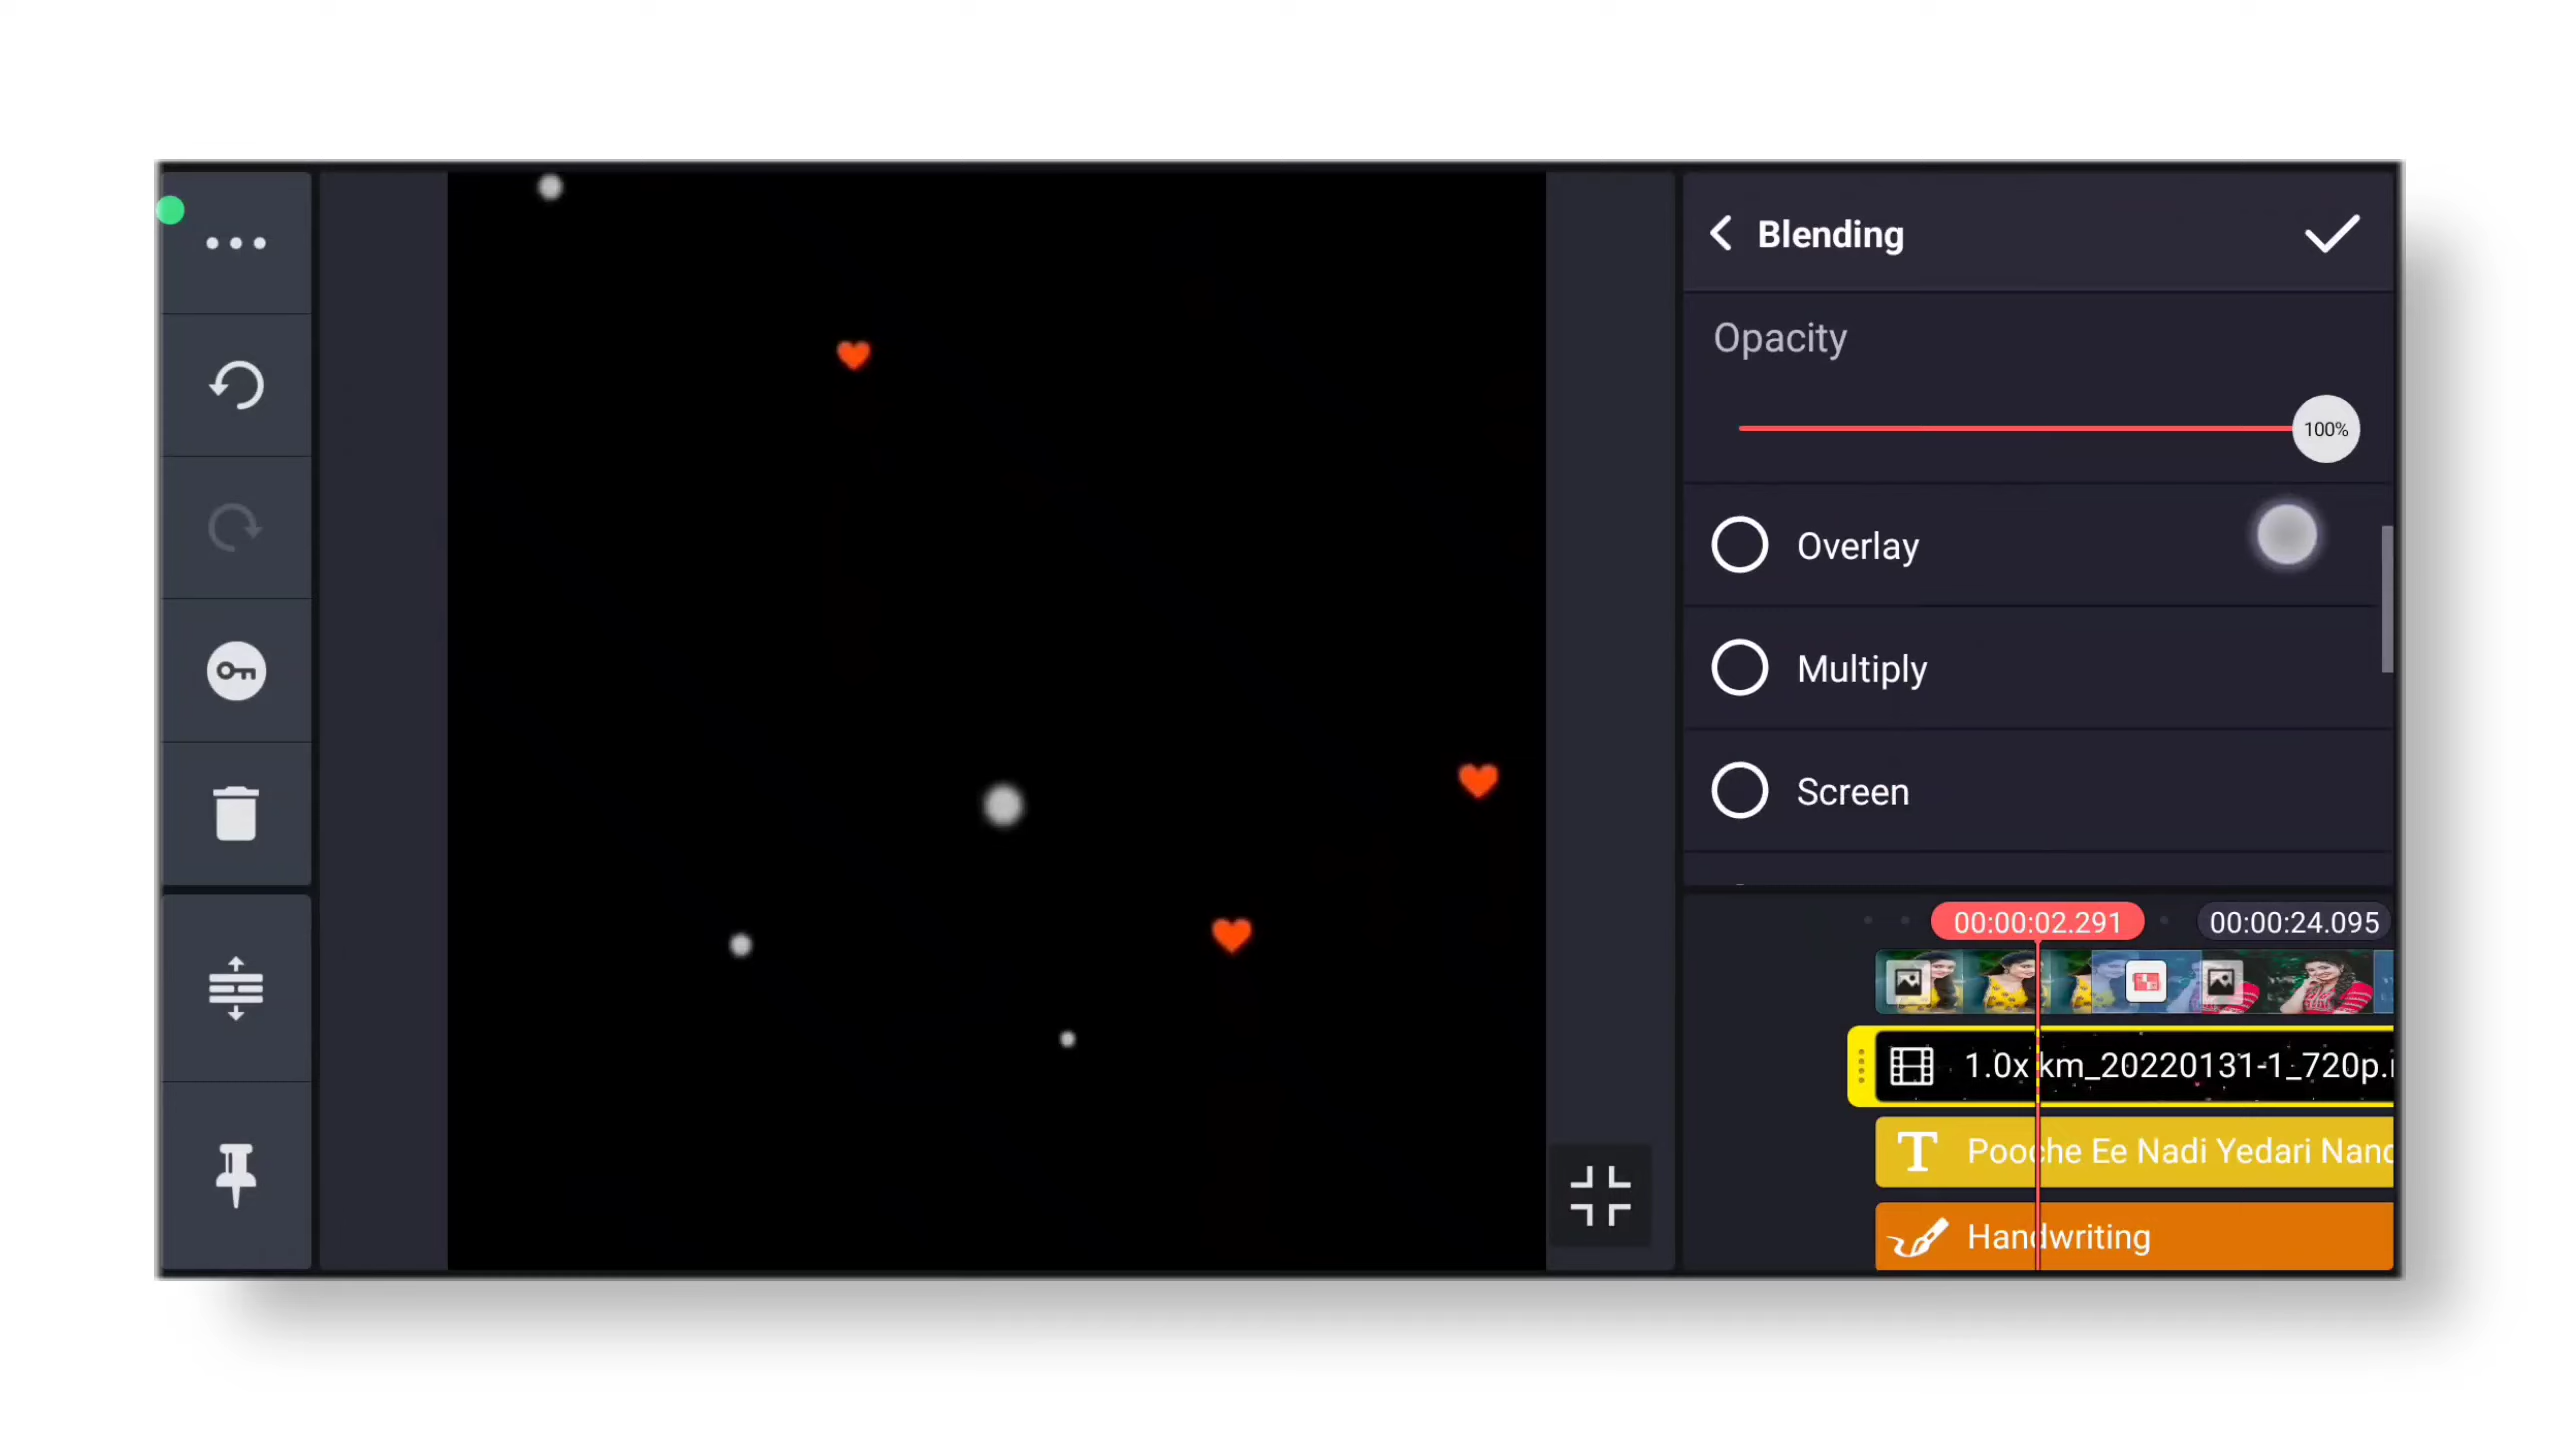 Blending
Opacity
100%
Overlay
Multiply
Screen
00:00:02.291
00:00:24.095
1.0x km_20220131-1_720p.
Pooche Ee Nadi Yedari Nan
Handwriting